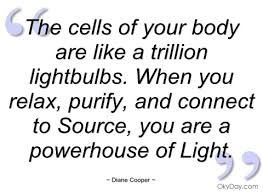 The cells of your body
are like a trillion
lightbulbs. When you
relax, purify, and connect
to Source, you are a
powerhouse of Light.
~ Diane Cooper ~
OkyDay.com